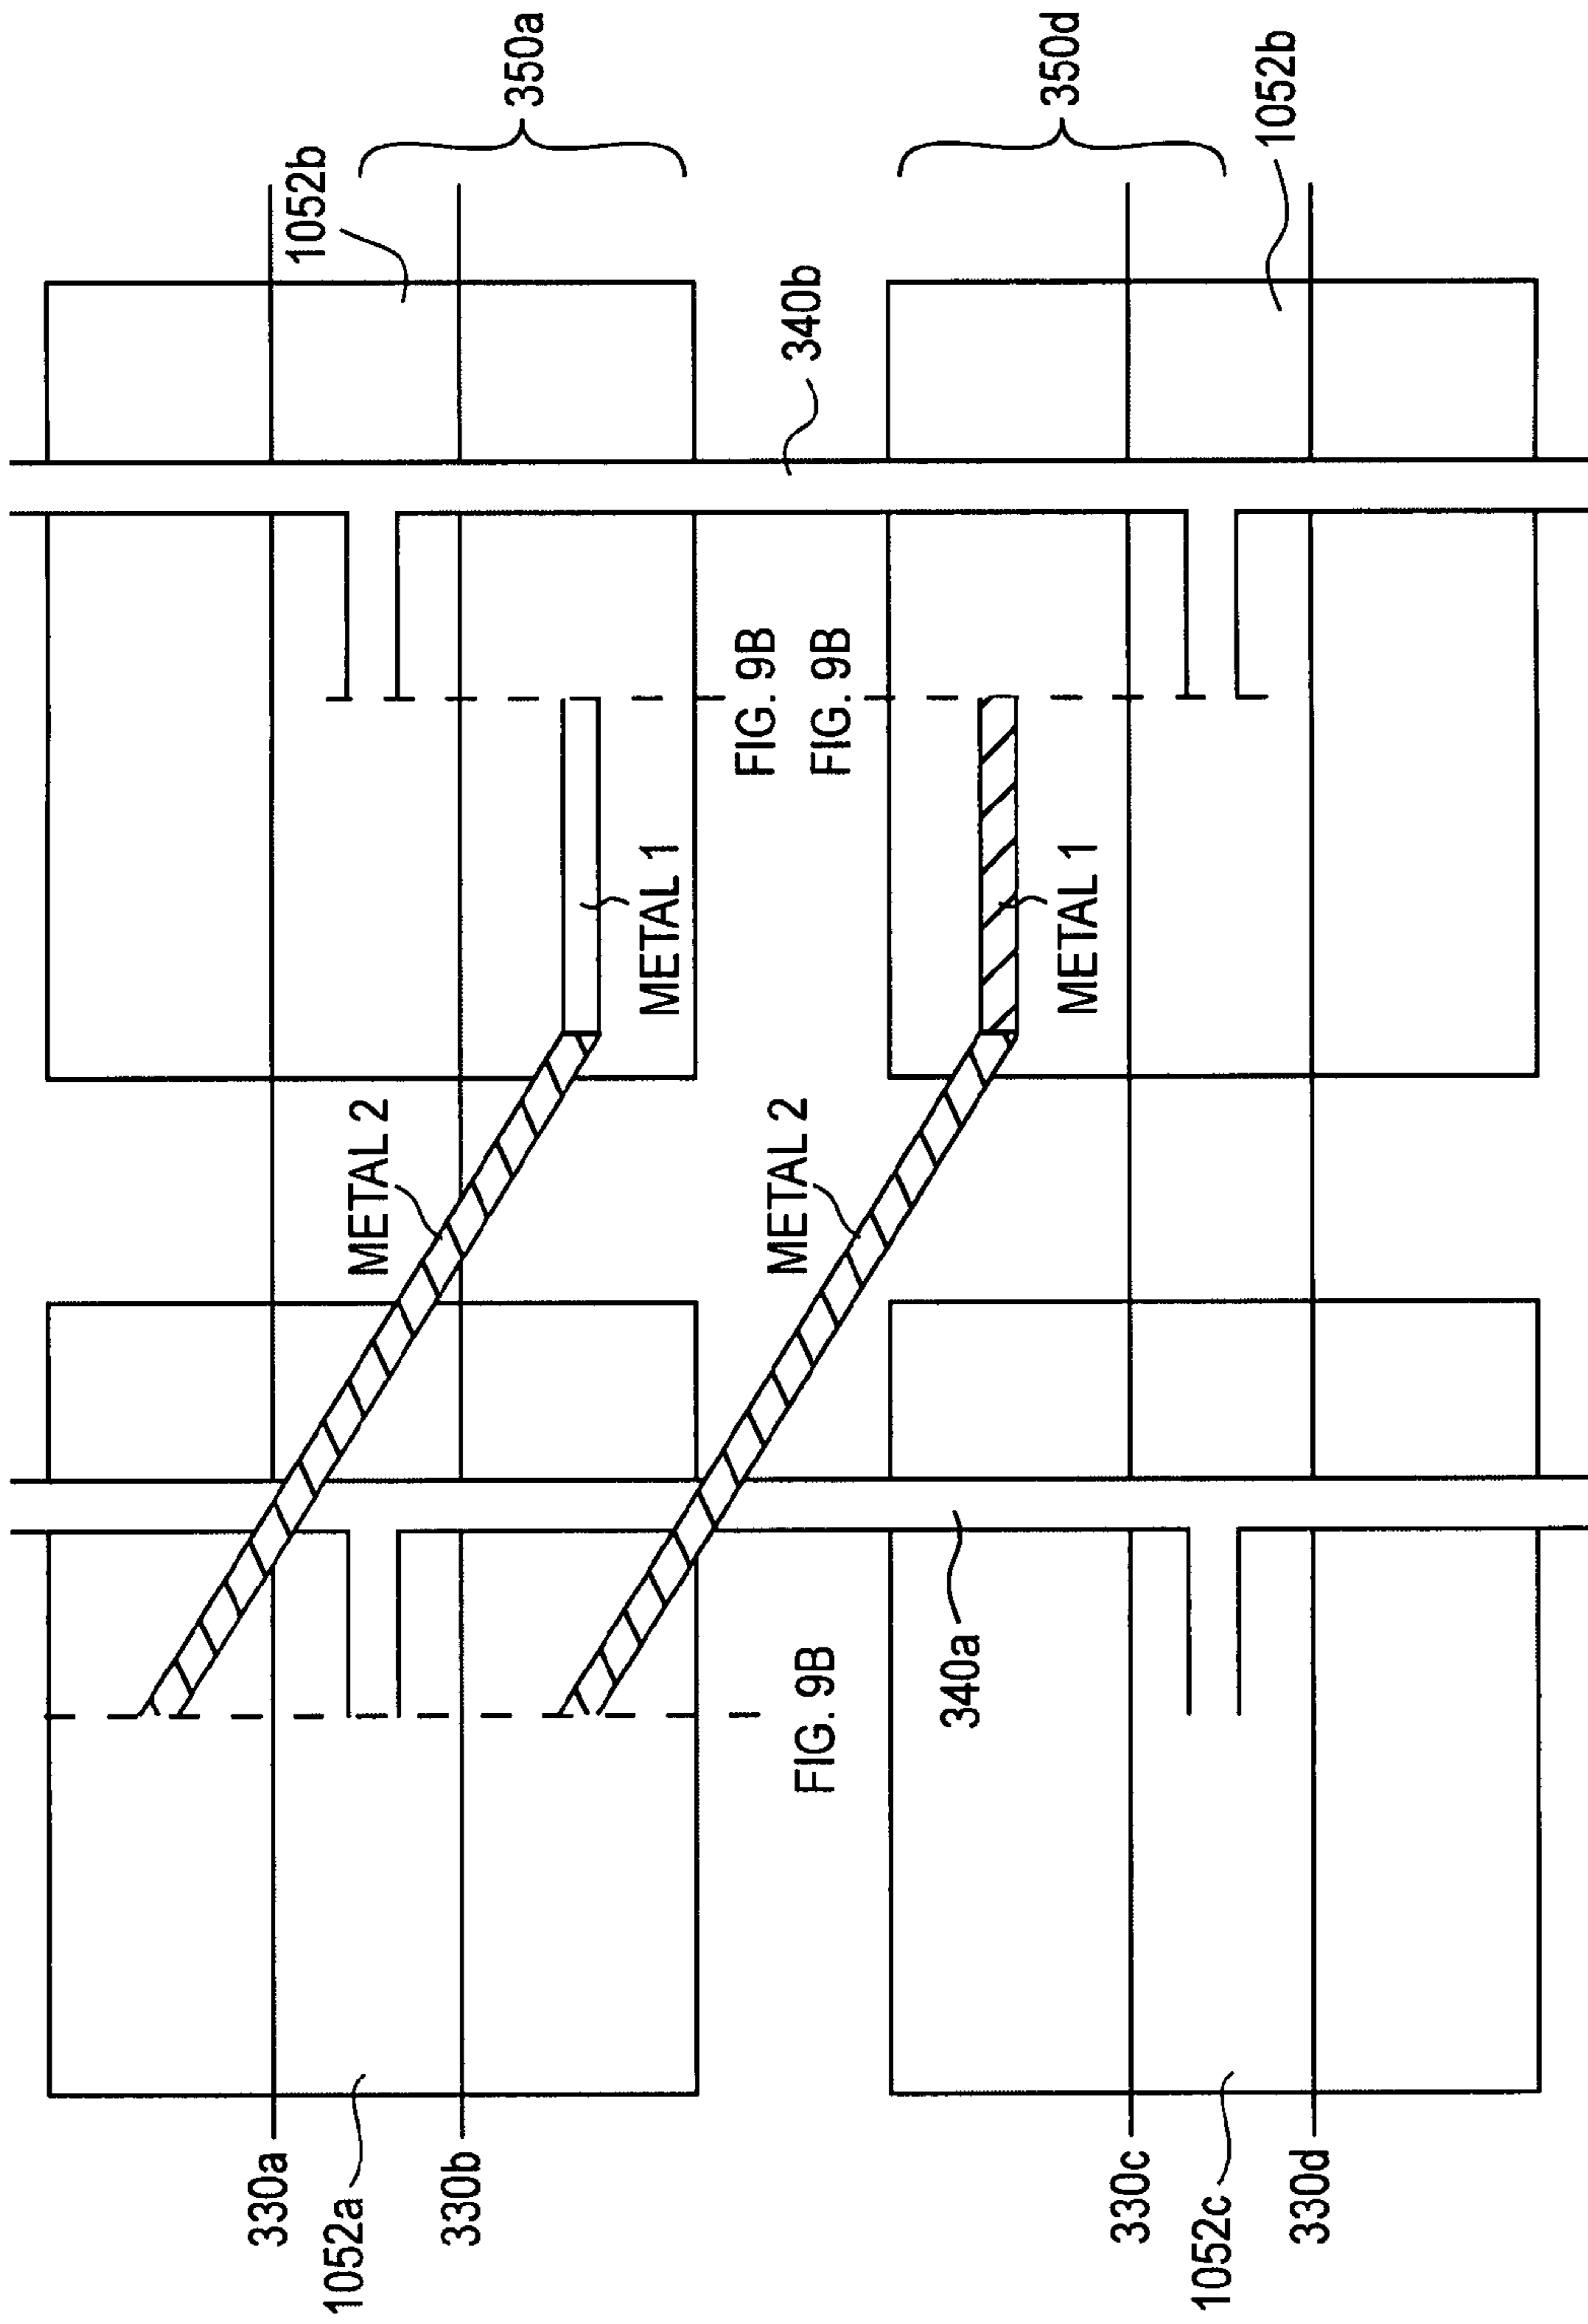 350a
350d
1052b
1052b
340b
FIG. 9B
FIG. 9B
METAL 1
METAL 1
METAL 2
METAL 2
FIG. 9B
340a
330a
1052a
330b
330c
1052c
330d